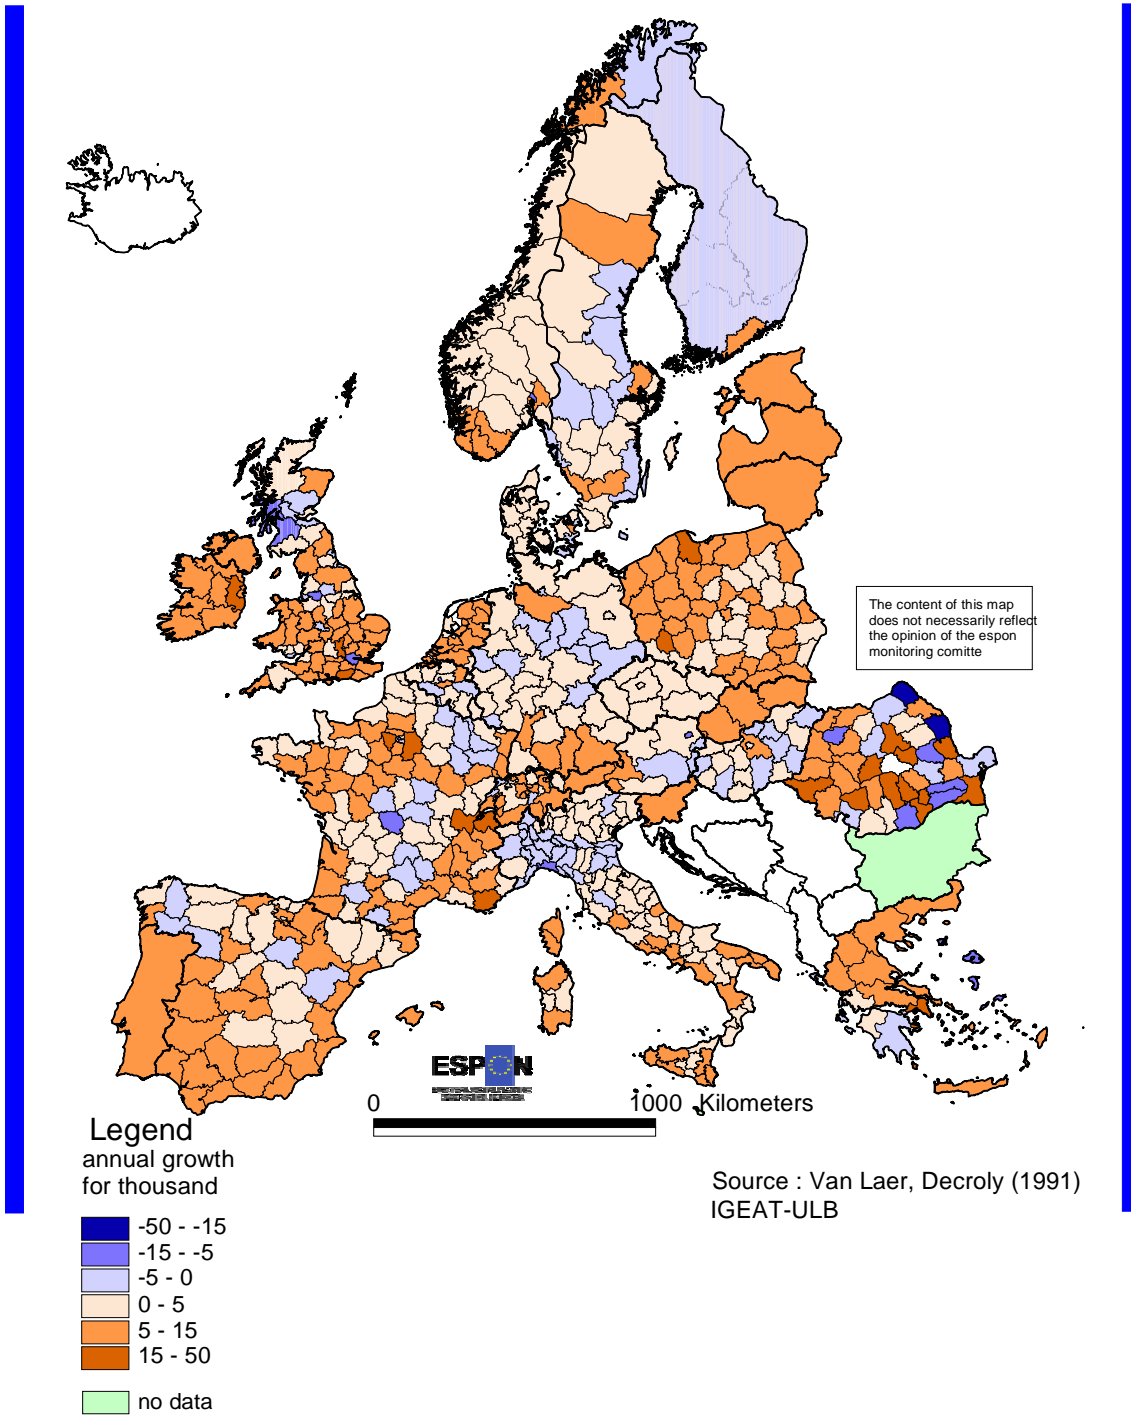 The content of this map
does not necessarily reflect
the opinion of the espon
monitoring comitte
ESPON
0 1000 Kilometers
Legend
annual growth
for thousand
-50 - -15
-15 - -5
-5 - 0
0 - 5
5 - 15
15 - 50
no data
Source : Van Laer, Decroly (1991)
IGEAT-ULB